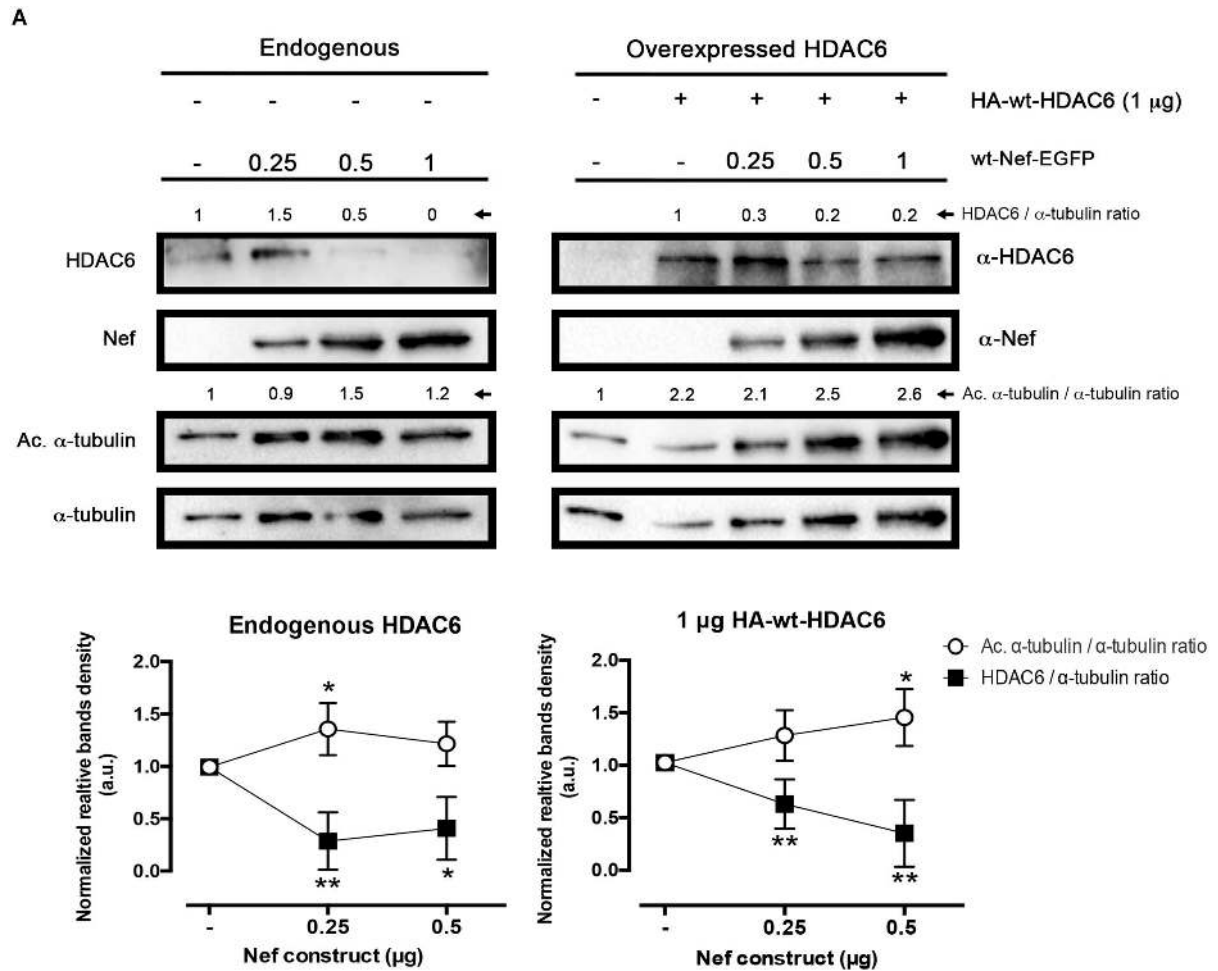 A
Endogenous
Overexpressed HDAC6
- - - - - + + + + HA-wt-HDAC6 (1 μg)
- 0.25 0.5 1 - - 0.25 0.5 1 wt-Nef-EGFP
1 1.5 0.5 0 1 0.3 0.2 0.2 HDAC6 / α-tubulin ratio
HDAC6 α-HDAC6
Nef α-Nef
1 0.9 1.5 1.2 1 2.2 2.1 2.5 2.6 Ac. α-tubulin / α-tubulin ratio
Ac. α-tubulin
α-tubulin
Endogenous HDAC6
Normalized realtive bands density
(a.u.)
2.0
1.5
1.0
0.5
0.0
*
**
*
- 0.25 0.5
Nef construct (μg)
1 μg HA-wt-HDAC6
Normalized realtive bands density
(a.u.)
2.0
1.5
1.0
0.5
0.0
*
**
**
- 0.25 0.5
Nef construct (μg)
Ac. α-tubulin / α-tubulin ratio
HDAC6 / α-tubulin ratio